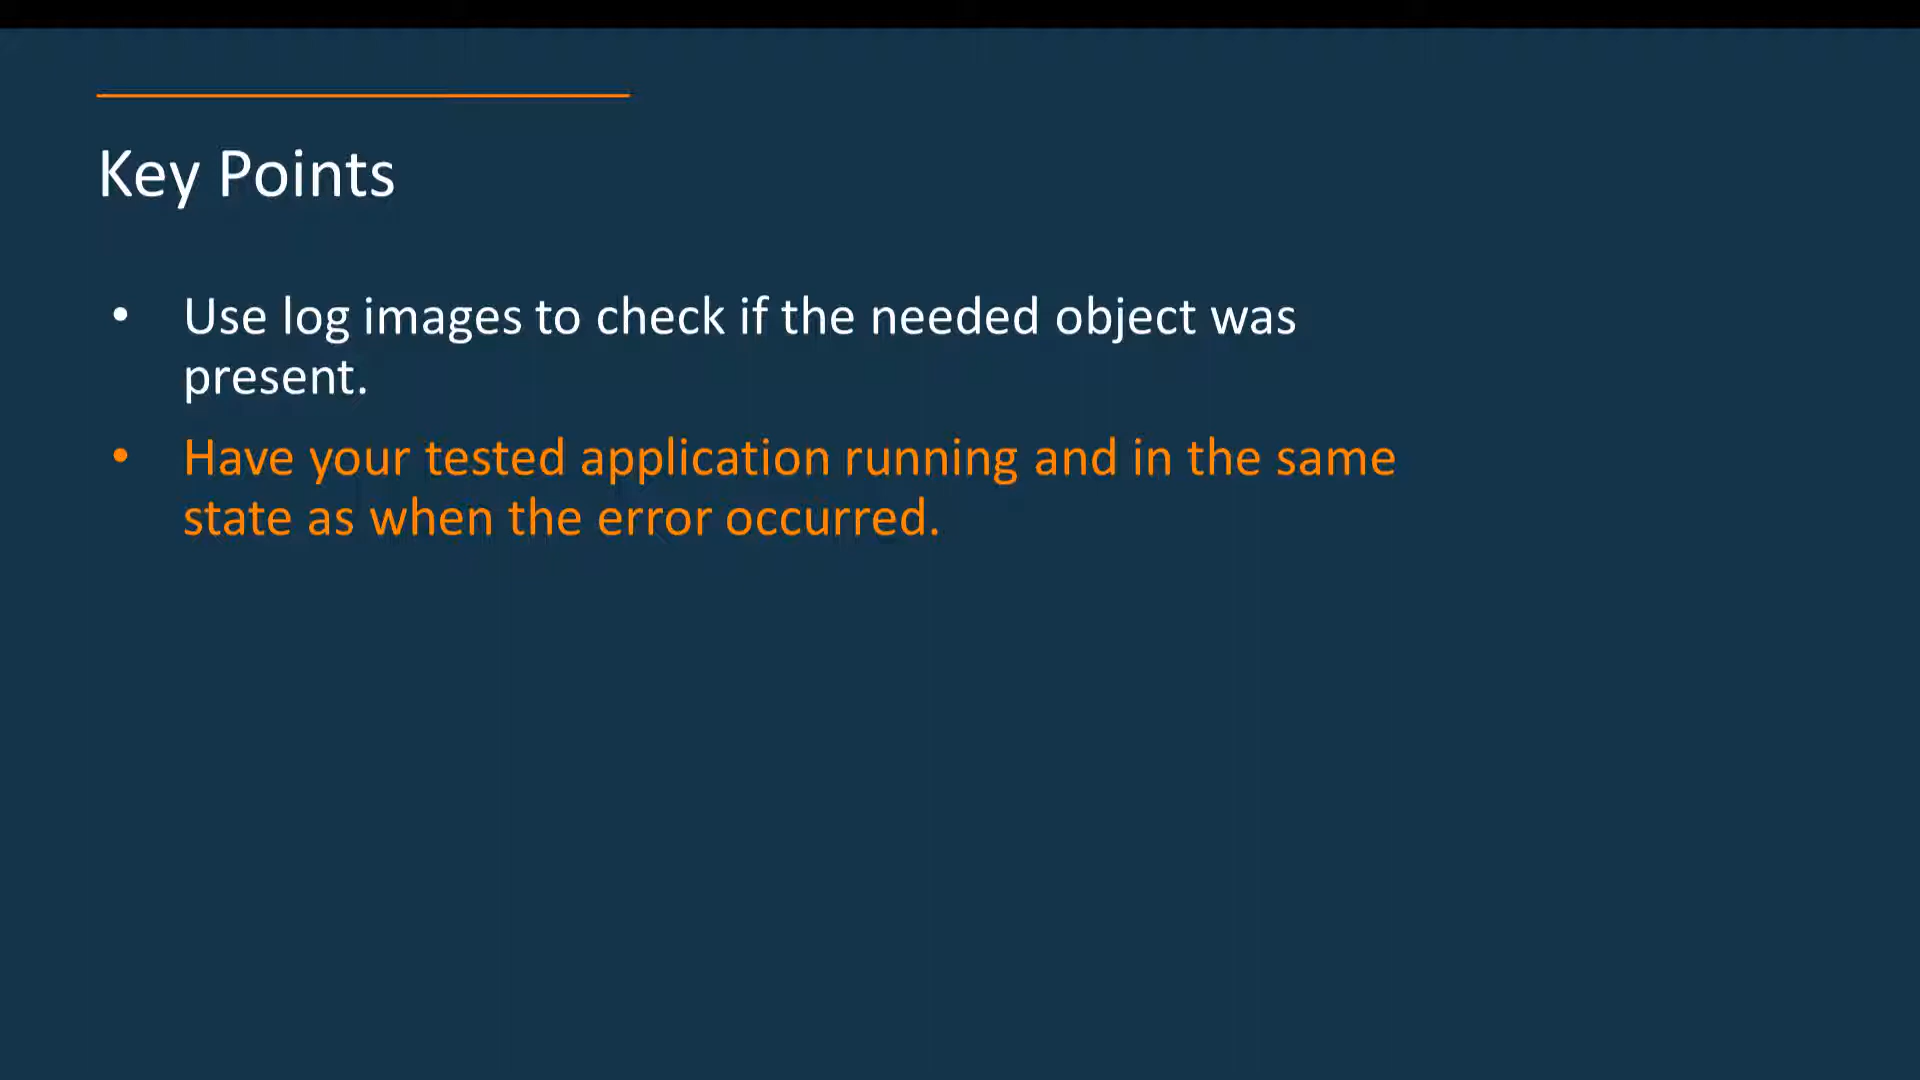 Key Points
• Use log images to check if the needed object was
present.
• Have your tested application running and in the same
state as when the error occurred.